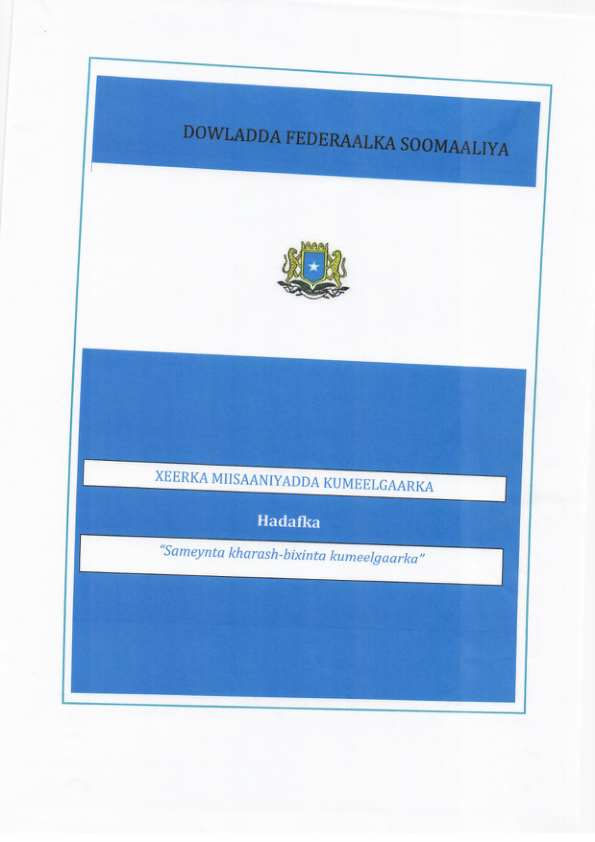 DOWLADDA FEDERAALKA SOOMAALIYA
XEERKA MIISAANIYADDA KUMEELGAARKA
Hadafka
"Sameynta kharash-bixinta kumeelgaarka"